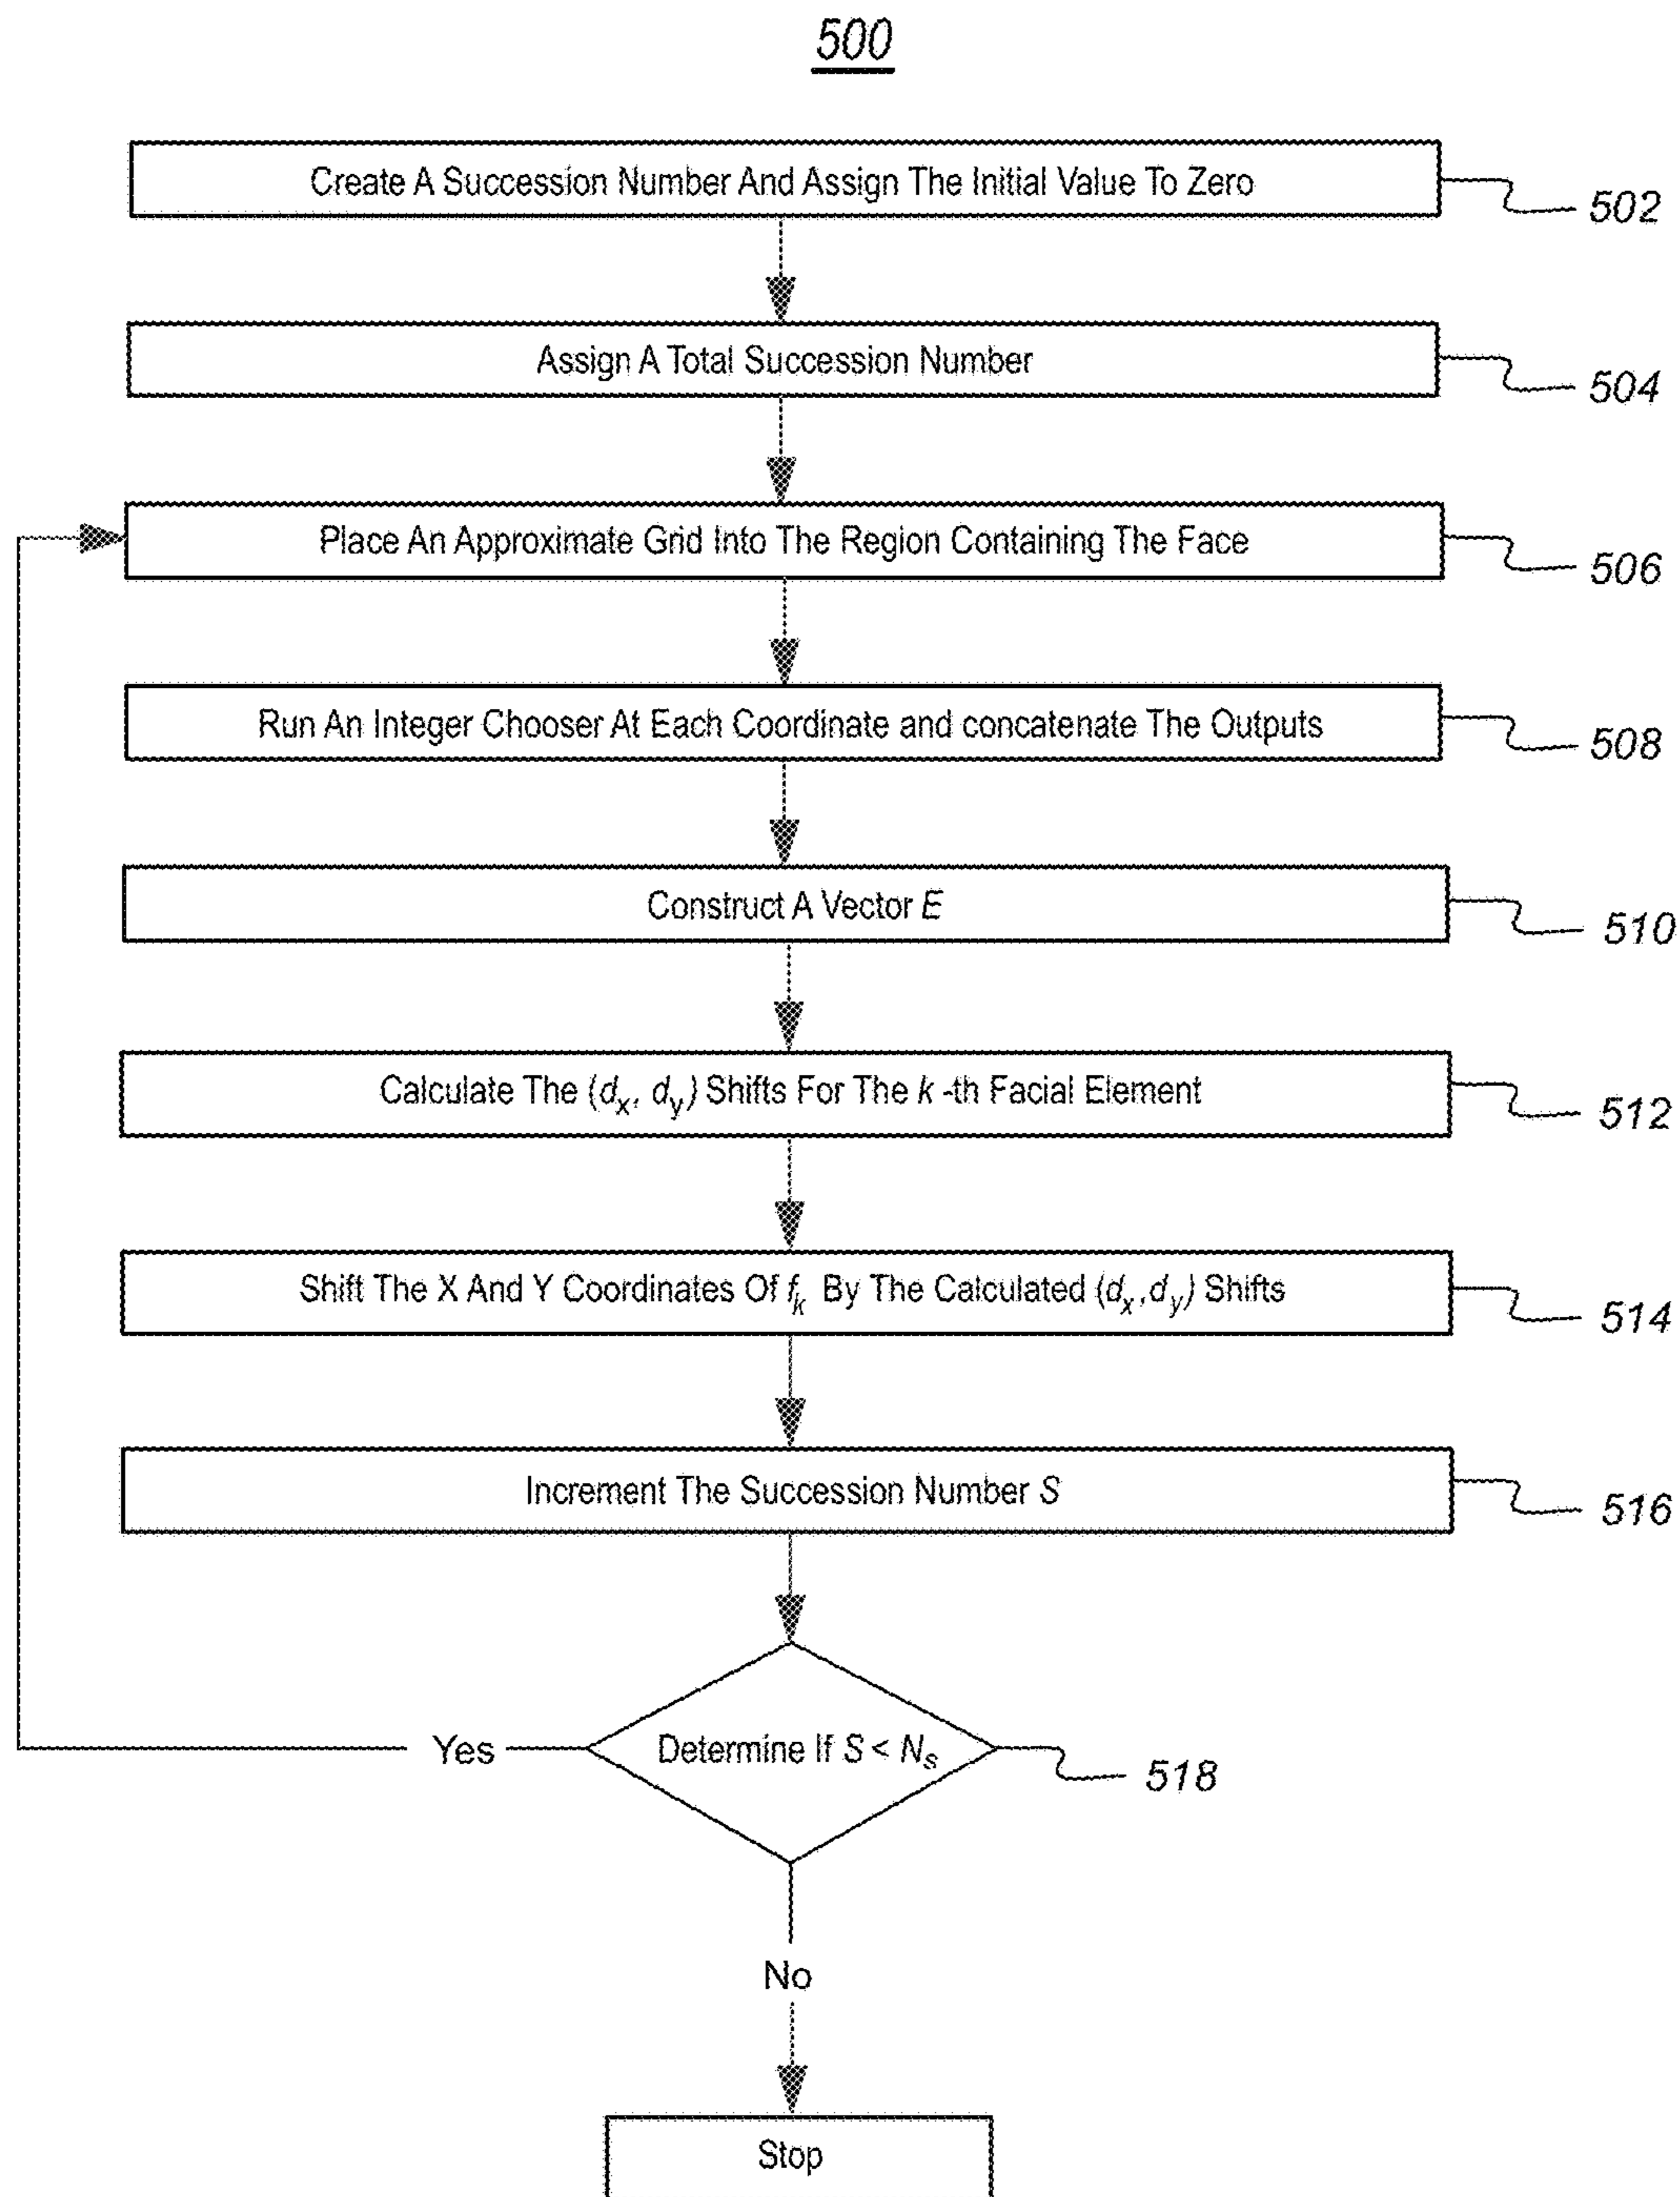 500
Create A Succession Number And Assign The Initial Value To Zero
502
Assign A Total Succession Number
504
Place An Approximate Grid Into The Region Containing The Face
506
Run An Integer Chooser At Each Coordinate and concatenate The Outputs
508
Construct A Vector E
510
Calculate The (dx, dy) Shifts For The k -th Facial Element
512
Shift The X And Y Coordinates Of fk By The Calculated (dx,dy) Shifts
514
Increment The Succession Number S
516
Yes
Determine If S < Ns
518
No
Stop